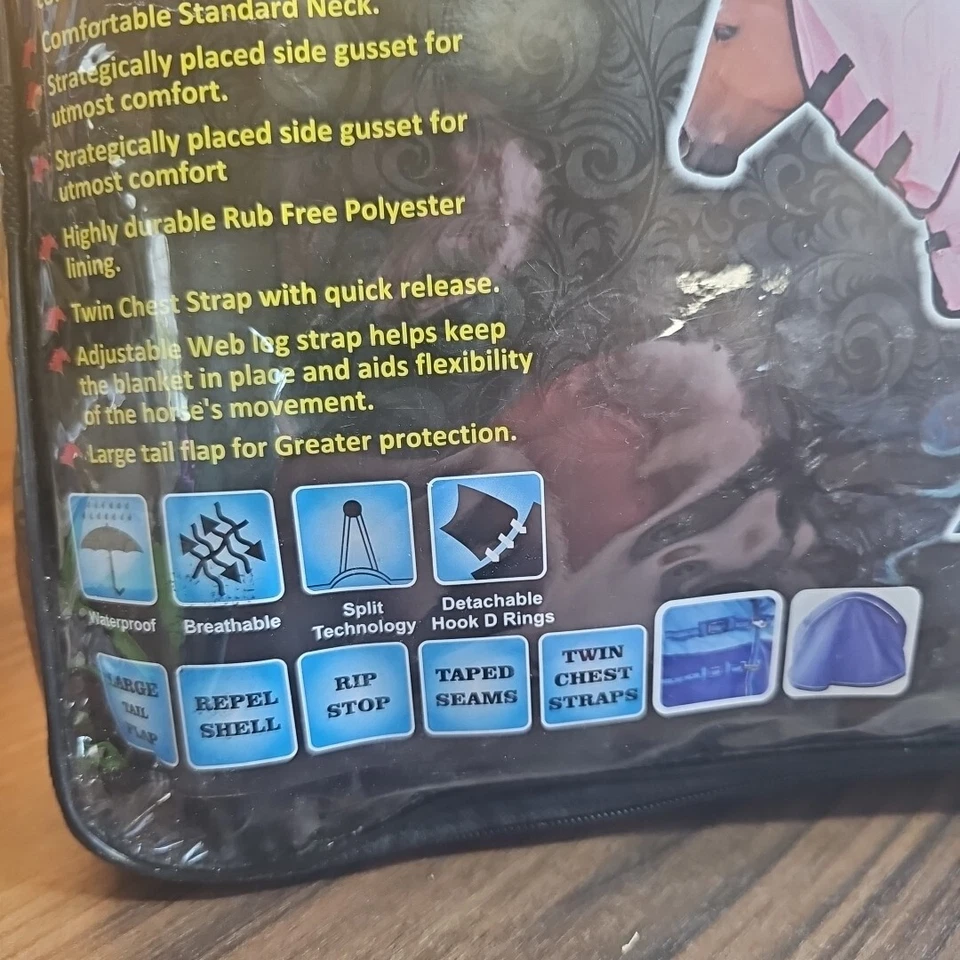 Comfortable Standard Neck.
Strategically placed side gusset for
utmost comfort.
Strategically placed side gusset for
utmost comfort
Highly durable Rub Free Polyester
lining.
Twin Chest Strap with quick release.
Adjustable Web leg strap helps keep
the blanket in place and aids flexibility
of the horse's movement.
Large tail flap for Greater protection.
Waterproof
Breathable
Split
Technology
Detachable
Hook D Rings
LARGE
TAIL
FLAP
REPEL
SHELL
RIP
STOP
TAPED
SEAMS
TWIN
CHEST
STRAPS